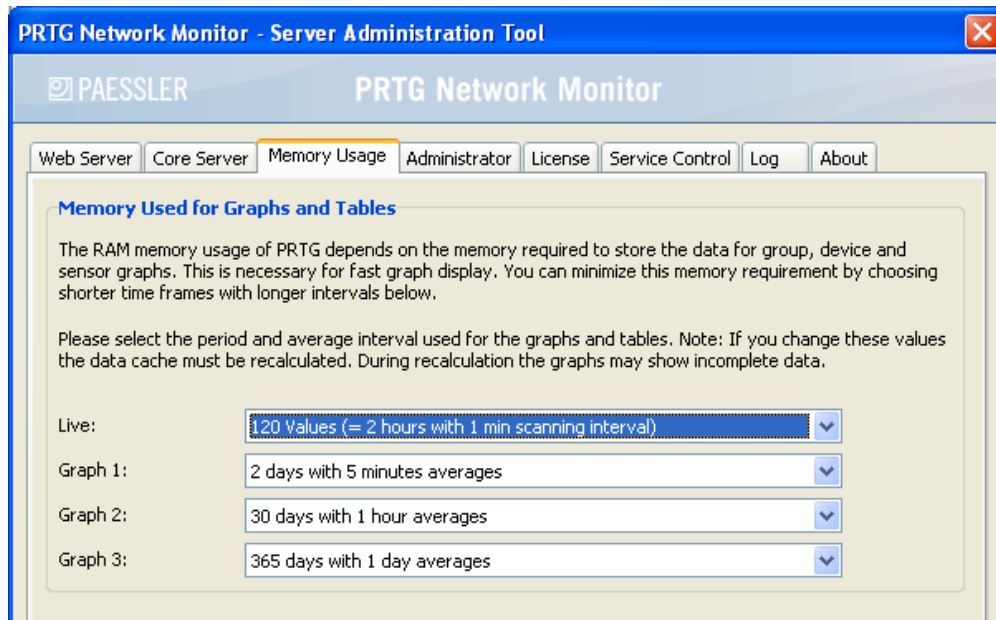 PRTG Network Monitor - Server Administration Tool
PAESSLER PRTG Network Monitor
Web Server Core Server Memory Usage Administrator License Service Control Log About
Memory Used for Graphs and Tables
The RAM memory usage of PRTG depends on the memory required to store the data for group, device and
sensor graphs. This is necessary for fast graph display. You can minimize this memory requirement by choosing
shorter time frames with longer intervals below.
Please select the period and average interval used for the graphs and tables. Note: If you change these values
the data cache must be recalculated. During recalculation the graphs may show incomplete data.
Live: 120 Values (= 2 hours with 1 min scanning interval)
Graph 1: 2 days with 5 minutes averages
Graph 2: 30 days with 1 hour averages
Graph 3: 365 days with 1 day averages